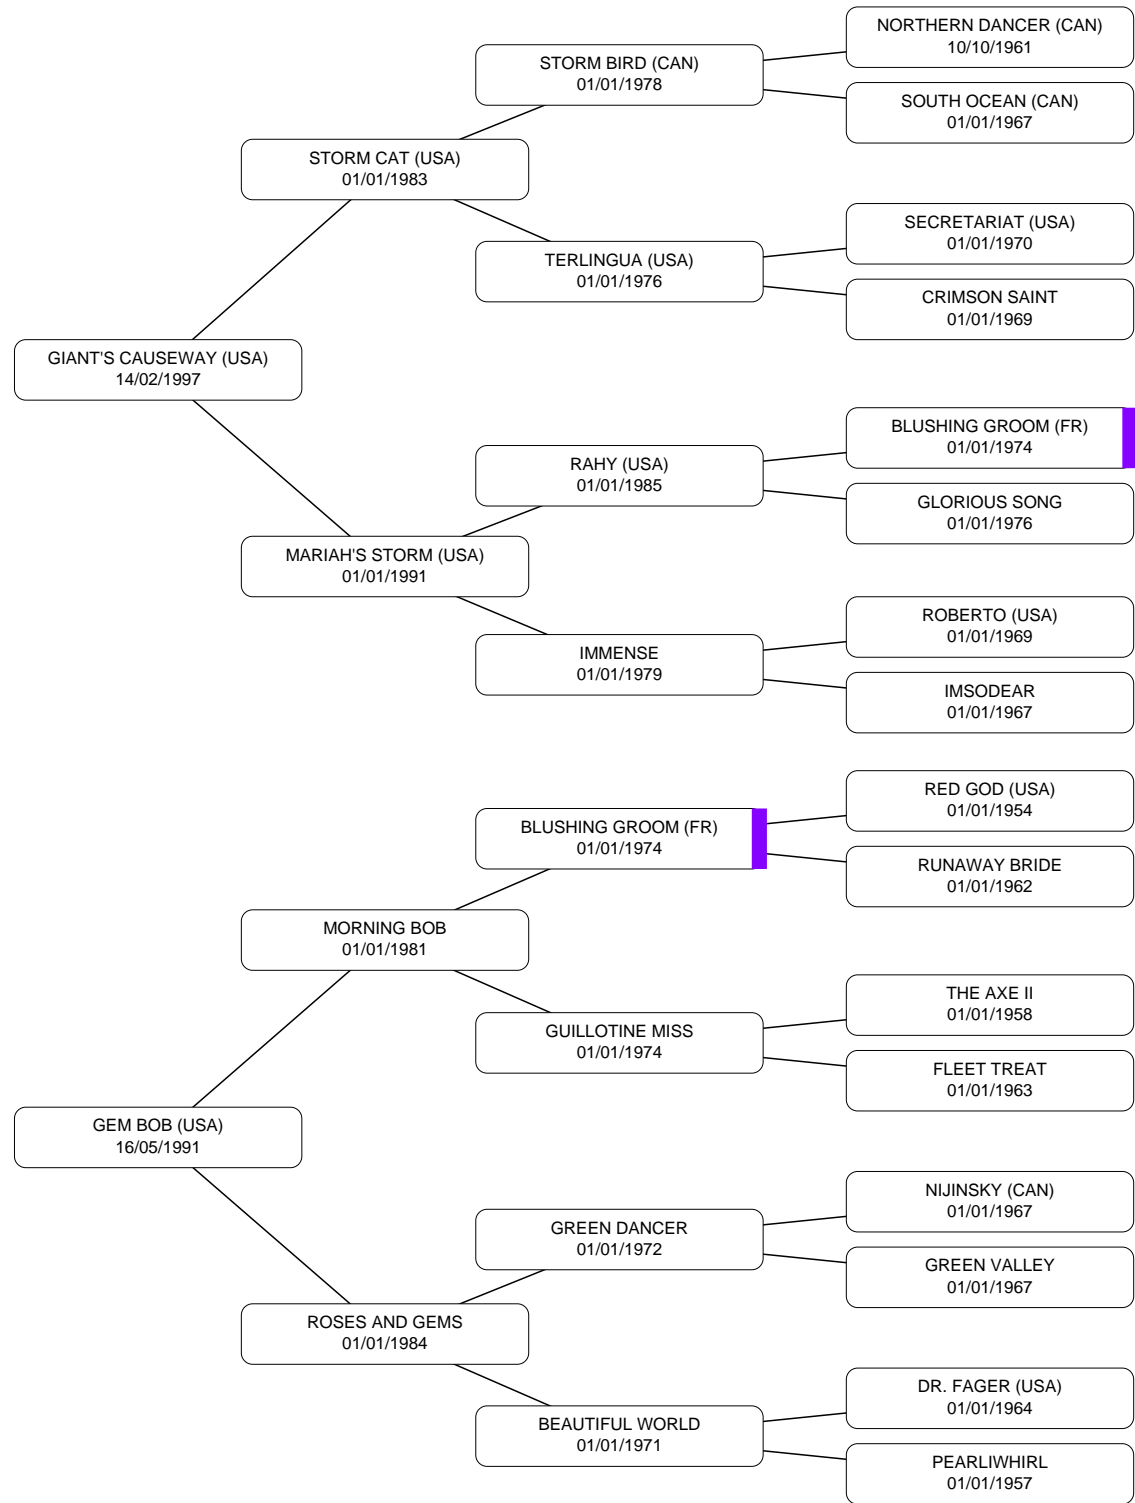 NORTHERN DANCER (CAN)
10/10/1961
STORM BIRD (CAN)
01/01/1978
SOUTH OCEAN (CAN)
01/01/1967
STORM CAT (USA)
01/01/1983
SECRETARIAT (USA)
01/01/1970
TERLINGUA (USA)
01/01/1976
CRIMSON SAINT
01/01/1969
GIANT'S CAUSEWAY (USA)
14/02/1997
BLUSHING GROOM (FR)
01/01/1974
RAHY (USA)
01/01/1985
GLORIOUS SONG
01/01/1976
MARIAH'S STORM (USA)
01/01/1991
ROBERTO (USA)
01/01/1969
IMMENSE
01/01/1979
IMSODEAR
01/01/1967
RED GOD (USA)
01/01/1954
BLUSHING GROOM (FR)
01/01/1974
RUNAWAY BRIDE
01/01/1962
MORNING BOB
01/01/1981
THE AXE II
01/01/1958
GUILLOTINE MISS
01/01/1974
FLEET TREAT
01/01/1963
GEM BOB (USA)
16/05/1991
NIJINSKY (CAN)
01/01/1967
GREEN DANCER
01/01/1972
GREEN VALLEY
01/01/1967
ROSES AND GEMS
01/01/1984
DR. FAGER (USA)
01/01/1964
BEAUTIFUL WORLD
01/01/1971
PEARLIWHIRL
01/01/1957